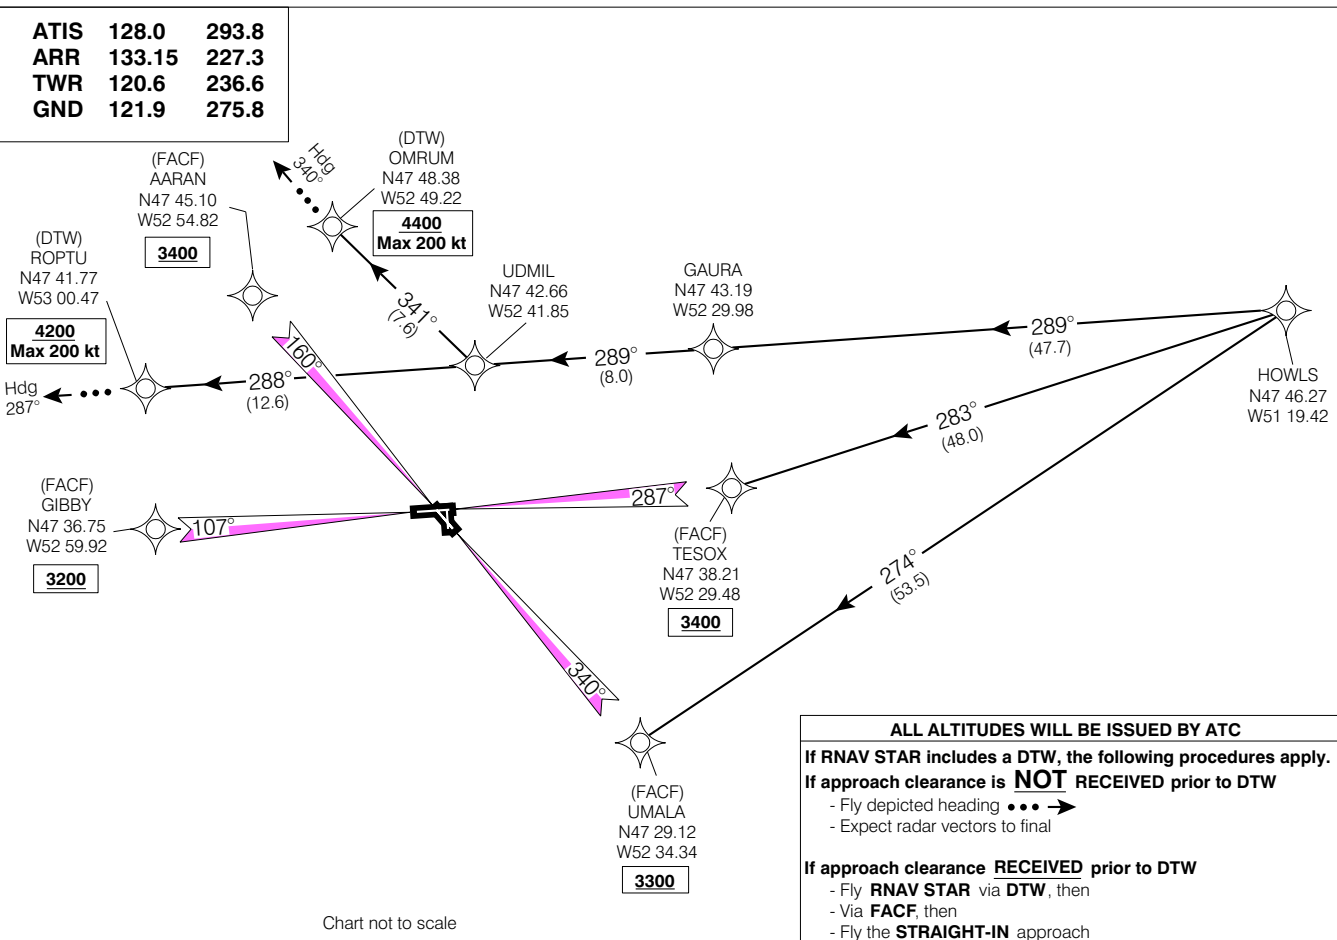 ATIS 128.0 293.8
ARR 133.15 227.3
TWR 120.6 236.6
GND 121.9 275.8
(DTW)
OMRUM
N47 48.38
W52 49.22
4400
Max 200 kt
Hdg
340°
(FACF)
AARAN
N47 45.10
W52 54.82
3400
(DTW)
ROPTU
N47 41.77
W53 00.47
4200
Max 200 kt
Hdg
287°
UDMIL
N47 42.66
W52 41.85
GAURA
N47 43.19
W52 29.98
341°
(7.6)
289°
(47.7)
289°
(8.0)
288°
(12.6)
HOWLS
N47 46.27
W51 19.42
283°
(48.0)
160°
(FACF)
GIBBY
N47 36.75
W52 59.92
3200
107°
287°
(FACF)
TESOX
N47 38.21
W52 29.48
3400
274°
(53.5)
340°
(FACF)
UMALA
N47 29.12
W52 34.34
3300
Chart not to scale
ALL ALTITUDES WILL BE ISSUED BY ATC
If RNAV STAR includes a DTW, the following procedures apply.
If approach clearance is NOT RECEIVED prior to DTW
- Fly depicted heading
- Expect radar vectors to final
If approach clearance RECEIVED prior to DTW
- Fly RNAV STAR via DTW, then
- Via FACF, then
- Fly the STRAIGHT-IN approach